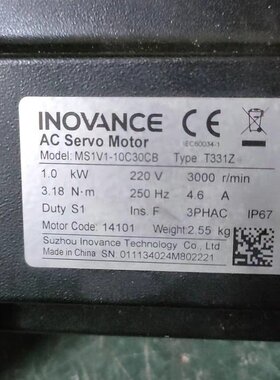 INOVANCE
AC Servo Motor
IEC60034-1
Model: MS1V1-10C30CB Type T331Z
1.0 kW 220 V 3000 r/min
3.18 N·m 250 Hz 4.6 A
Duty S1 Ins. F 3PHAC IP67
Motor Code: 14101 Weight:2.55 kg
Suzhou Inovance Technology Co., Ltd
Made in China SN 011134024M802221